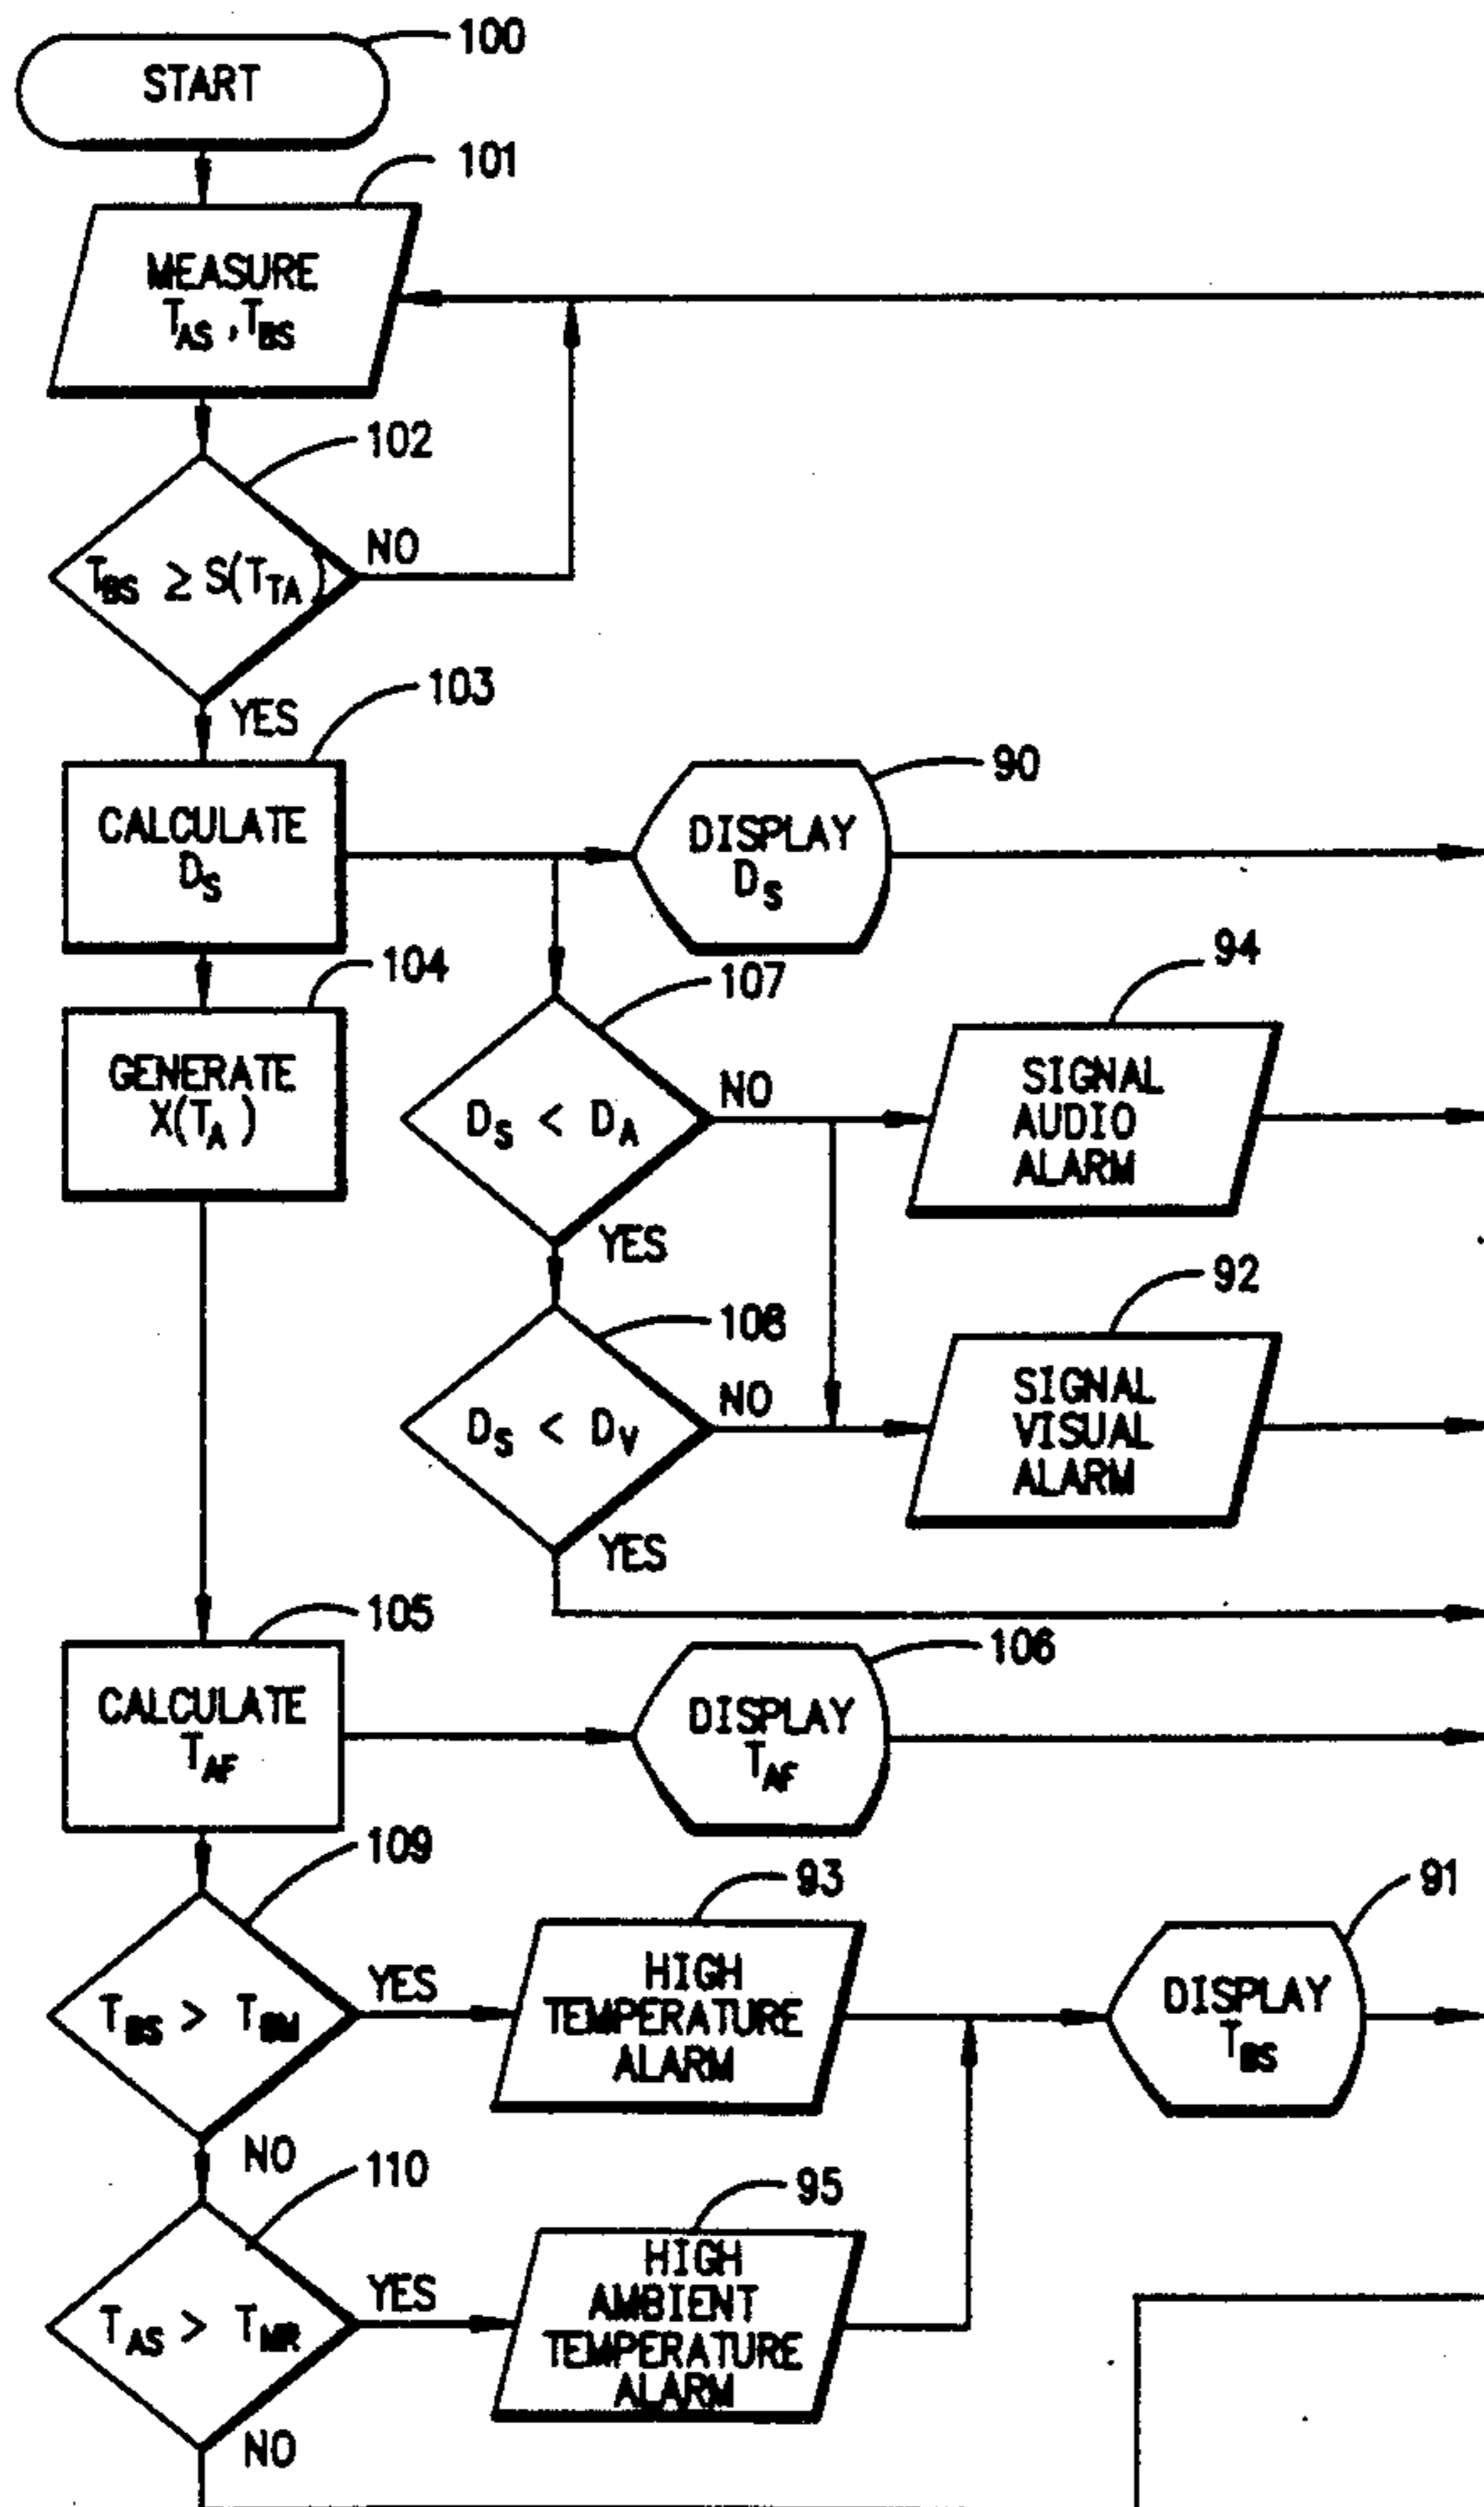 START
100
101
MEASURE
TAS, TBS
102
TBS ≥ S(TTA)
NO
YES
103
CALCULATE
DS
90
DISPLAY
DS
104
GENERATE
X(TA)
107
DS < DA
NO
YES
94
SIGNAL
AUDIO
ALARM
108
DS < DV
NO
YES
92
SIGNAL
VISUAL
ALARM
105
CALCULATE
TAF
106
DISPLAY
TAF
109
TBS >
YES
NO
93
HIGH
TEMPERATURE
ALARM
91
DISPLAY
TBS
110
TAS >
YES
NO
95
HIGH
AMBIENT
TEMPERATURE
ALARM